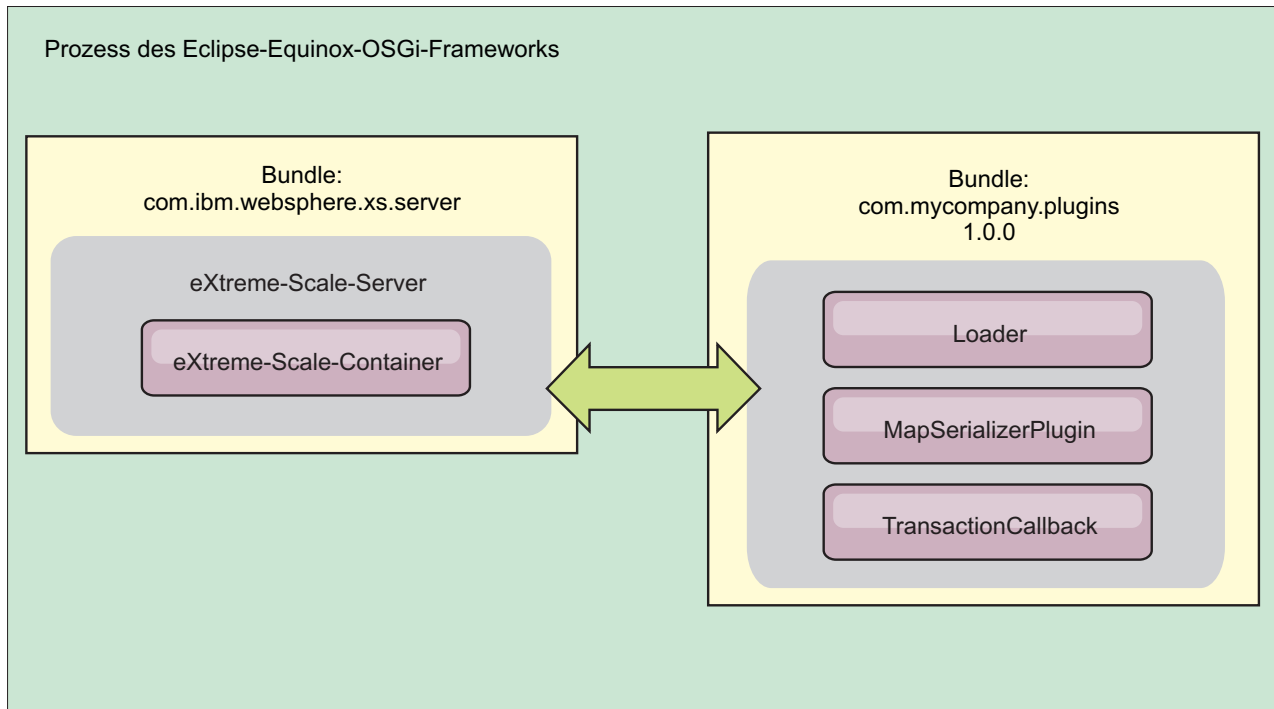 Prozess des Eclipse-Equinox-OSGi-Frameworks
Bundle:
com.ibm.websphere.xs.server
eXtreme-Scale-Server
eXtreme-Scale-Container
Bundle:
com.mycompany.plugins
1.0.0
Loader
MapSerializerPlugin
TransactionCallback